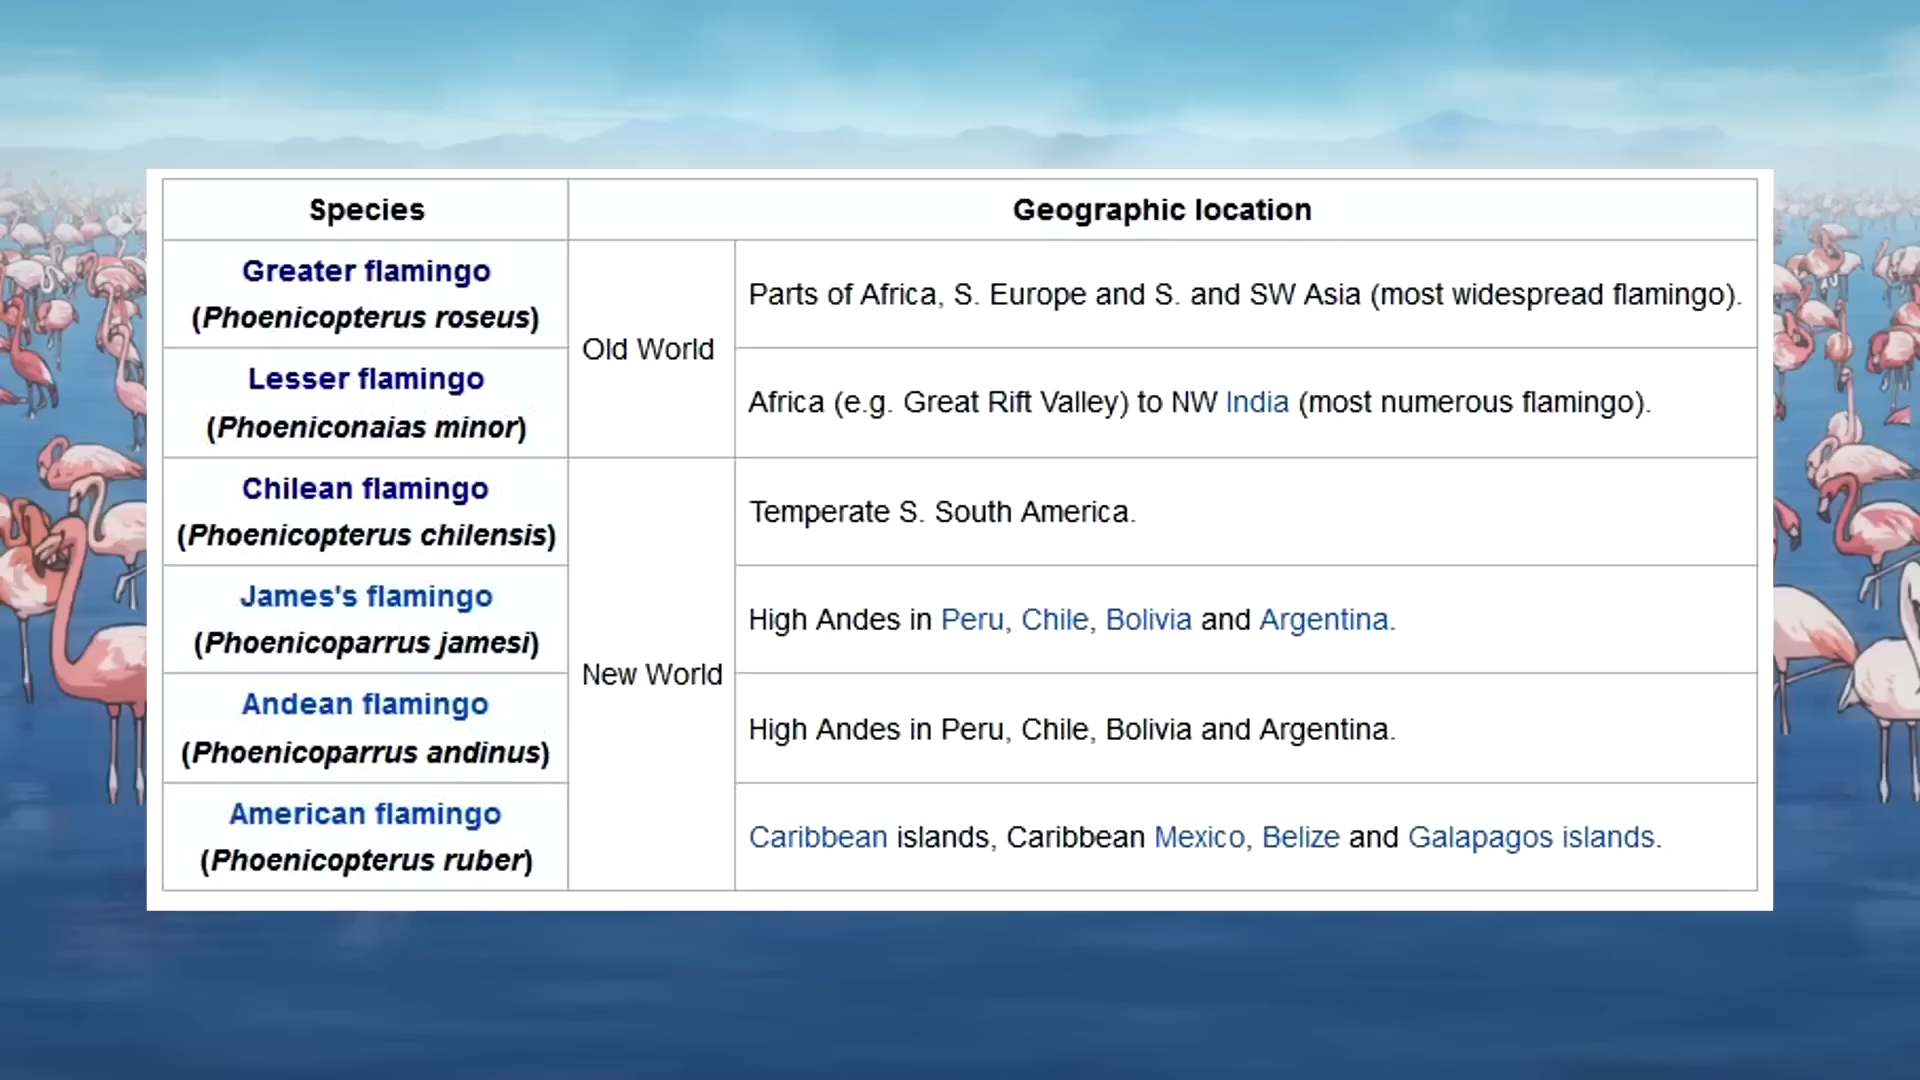 Species
Geographic location
Greater flamingo
(Phoenicopterus roseus)
Old World
Parts of Africa, S. Europe and S. and SW Asia (most widespread flamingo).
Lesser flamingo
(Phoeniconaias minor)
Africa (e.g. Great Rift Valley) to NW India (most numerous flamingo).
Chilean flamingo
(Phoenicopterus chilensis)
New World
Temperate S. South America.
James's flamingo
(Phoenicoparrus jamesi)
High Andes in Peru, Chile, Bolivia and Argentina.
Andean flamingo
(Phoenicoparrus andinus)
High Andes in Peru, Chile, Bolivia and Argentina.
American flamingo
(Phoenicopterus ruber)
Caribbean islands, Caribbean Mexico, Belize and Galapagos islands.